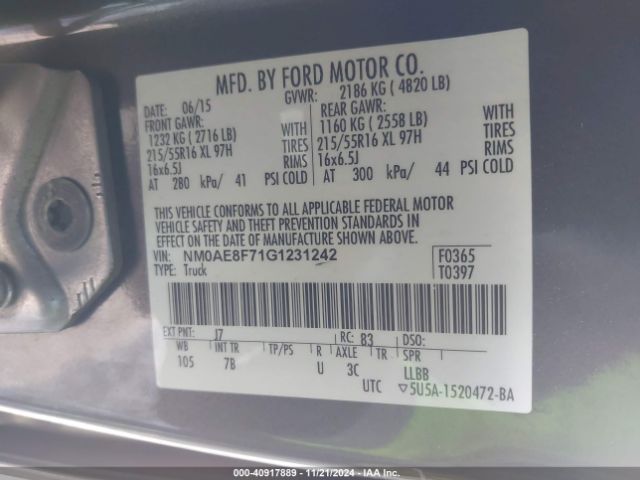 MFD. BY FORD MOTOR CO.
DATE: 06/15
GVWR: 2186 KG ( 4820 LB)
FRONT GAWR:
1232 KG ( 2716 LB) WITH
215/55R16 XL 97H TIRES
16x6.5J RIMS
AT 280 kPa/ 41 PSI COLD
REAR GAWR:
1160 KG ( 2558 LB) WITH
215/55R16 XL 97H TIRES
16x6.5J RIMS
AT 300 kPa/ 44 PSI COLD
THIS VEHICLE CONFORMS TO ALL APPLICABLE FEDERAL MOTOR
VEHICLE SAFETY AND THEFT PREVENTION STANDARDS IN
EFFECT ON THE DATE OF MANUFACTURE SHOWN ABOVE.
VIN: NM0AE8F71G1231242
TYPE: Truck
F0365
T0397
EXT PNT: J7 RC: 83 DSO:
WB INT TR TP/PS R AXLE TR SPR
105 7B U 3C LLBB
UTC 5U5A-1520472-BA
000-40917889 - 11/21/2024 - IAAI.COM